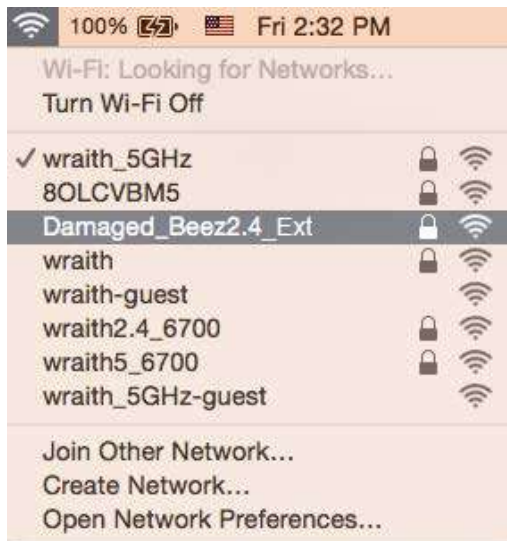 100% Fri 2:32 PM
Wi-Fi: Looking for Networks...
Turn Wi-Fi Off
wraith_5GHz
8OLCVBM5
Damaged_Beez2.4_Ext
wraith
wraith-guest
wraith2.4_6700
wraith5_6700
wraith_5GHz-guest
Join Other Network...
Create Network...
Open Network Preferences...